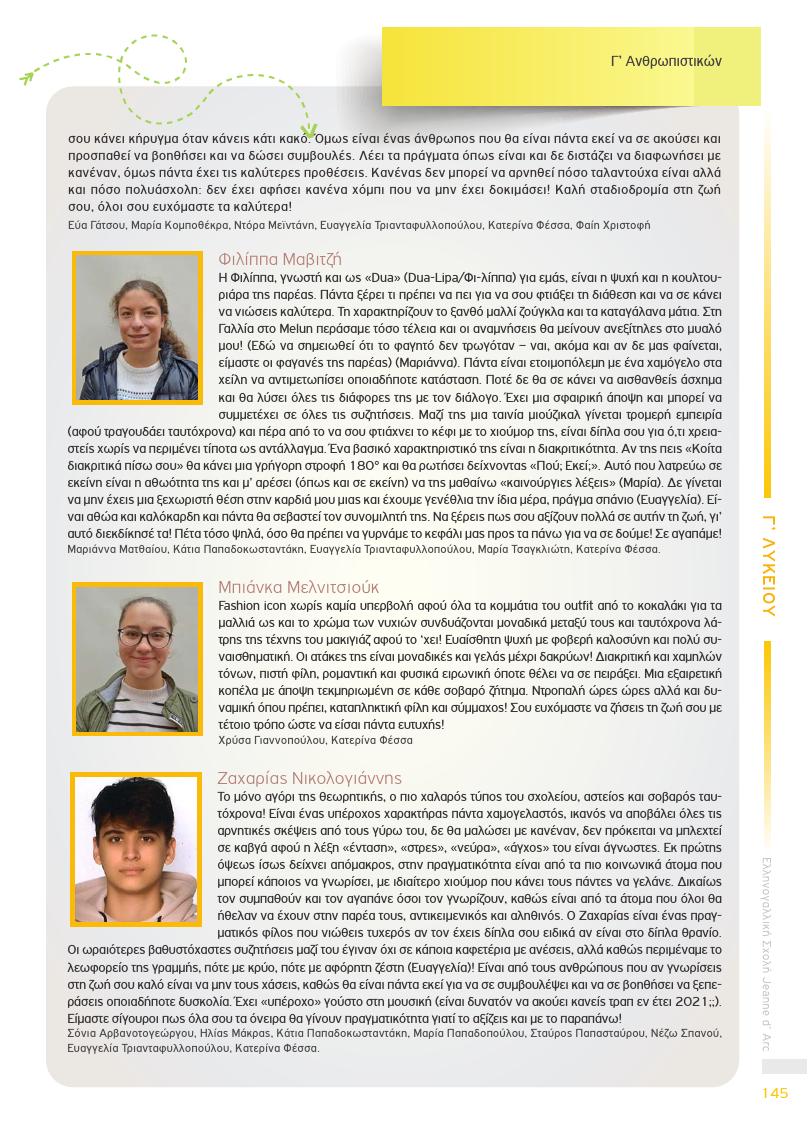 Γ' Ανθρωπιστικών
σου κάνει κήρυγμα όταν κάνεις κάτι κακό. Όμως είναι ένας άνθρωπος που θα είναι πάντα εκεί να σε ακούσει και
προσπαθεί να βοηθήσει και να δώσει συμβουλές. Λέει τα πράγματα όπως είναι και δε διστάζει να διαφωνήσει με
κανέναν, όμως πάντα έχει τις καλύτερες προθέσεις. Κανένας δεν μπορεί να αρνηθεί πόσο ταλαντούχα είναι αλλά
και πόσο πολυάσχολη: δεν έχει αφήσει κανένα χόμπι που να μην έχει δοκιμάσει! Καλή σταδιοδρομία στη ζωή
σου, όλοι σου ευχόμαστε τα καλύτερα!
Εύα Γάτσου, Μαρία Κομποθέκρα, Ντόρα Μεϊντάνη, Ευαγγελία Τριανταφυλλοπούλου, Κατερίνα Φέσσα, Φαίη Χριστοφή
Φιλίππα Μαβιτζή
Η Φιλίππα, γνωστή και ως «Dua» (Dua-Lipa/Φι-λίππα) για εμάς, είναι η ψυχή και η κουλτου-
ριάρα της παρέας. Πάντα ξέρει τι πρέπει να πει για να σου φτιάξει τη διάθεση και να σε κάνει
να νιώσεις καλύτερα. Τη χαρακτηρίζουν το ξανθό μαλλί ζούγκλα και τα καταγάλανα μάτια. Στη
Γαλλία στο Melun περάσαμε τόσο τέλεια και οι αναμνήσεις θα μείνουν ανεξίτηλες στο μυαλό
μου! (Εδώ να σημειωθεί ότι το φαγητό δεν τρωγόταν – ναι, ακόμα και αν δε μας φαίνεται,
είμαστε οι φαγανές της παρέας) (Μαριάννα). Πάντα είναι ετοιμοπόλεμη με ένα χαμόγελο στα
χείλη να αντιμετωπίσει οποιαδήποτε κατάσταση. Ποτέ δε θα σε κάνει να αισθανθείς άσχημα
και θα λύσει όλες τις διάφορες της με τον διάλογο. Έχει μια σφαιρική άποψη και μπορεί να
συμμετέχει σε όλες τις συζητήσεις. Μαζί της μια ταινία μιούζικαλ γίνεται τρομερή εμπειρία
(αφού τραγουδάει ταυτόχρονα) και πέρα από το να σου φτιάχνει το κέφι με το χιούμορ της, είναι δίπλα σου για ό,τι χρεια-
στείς χωρίς να περιμένει τίποτα ως αντάλλαγμα. Ένα βασικό χαρακτηριστικό της είναι η διακριτικότητα. Αν της πεις «Κοίτα
διακριτικά πίσω σου» θα κάνει μια γρήγορη στροφή 180° και θα ρωτήσει δείχνοντας «Πού; Εκεί;». Αυτό που λατρεύω σε
εκείνη είναι η αθωότητα της και μ' αρέσει (όπως και σε εκείνη) να της μαθαίνω «καινούργιες λέξεις» (Μαρία). Δε γίνεται
να μην έχεις μια ξεχωριστή θέση στην καρδιά μου μιας και έχουμε γενέθλια την ίδια μέρα, πράγμα σπάνιο (Ευαγγελία). Εί-
ναι αθώα και καλόκαρδη και πάντα θα σεβαστεί τον συνομιλητή της. Να ξέρεις πως σου αξίζουν πολλά σε αυτήν τη ζωή, γι'
αυτό διεκδίκησέ τα! Πέτα τόσο ψηλά, όσο θα πρέπει να γυρνάμε το κεφάλι μας προς τα πάνω για να σε δούμε! Σε αγαπάμε!
Μαριάννα Ματθαίου, Κάτια Παπαδοκωσταντάκη, Ευαγγελία Τριανταφυλλοπούλου, Μαρία Τσαγκλιώτη, Κατερίνα Φέσσα.
Μπιάνκα Μελνιτσιούκ
Fashion icon χωρίς καμία υπερβολή αφού όλα τα κομμάτια του outfit από το κοκαλάκι για τα
μαλλιά ως και το χρώμα των νυχιών συνδυάζονται μοναδικά μεταξύ τους και ταυτόχρονα λά-
τρης της τέχνης του μακιγιάζ αφού το 'χει! Ευαίσθητη ψυχή με φοβερή καλοσύνη και πολύ συ-
ναισθηματική. Οι ατάκες της είναι μοναδικές και γελάς μέχρι δακρύων! Διακριτική και χαμηλών
τόνων, πιστή φίλη, ρομαντική και φυσικά ειρωνική όποτε θέλει να σε πειράξει. Μια εξαιρετική
κοπέλα με άποψη τεκμηριωμένη σε κάθε σοβαρό ζήτημα. Ντροπαλή ώρες ώρες αλλά και δυ-
ναμική όπου πρέπει, καταπληκτική φίλη και σύμμαχος! Σου ευχόμαστε να ζήσεις τη ζωή σου με
τέτοιο τρόπο ώστε να είσαι πάντα ευτυχής!
Χρύσα Γιαννοπούλου, Κατερίνα Φέσσα
Ζαχαρίας Νικολογιάννης
Το μόνο αγόρι της θεωρητικής, ο πιο χαλαρός τύπος του σχολείου, αστείος και σοβαρός ταυ-
τόχρονα! Είναι ένας υπέροχος χαρακτήρας πάντα χαμογελαστός, ικανός να αποβάλει όλες τις
αρνητικές σκέψεις από τους γύρω του, δε θα μαλώσει με κανέναν, δεν πρόκειται να μπλεχτεί
σε καβγά αφού η λέξη «ένταση», «στρες», «νεύρα», «άγχος» του είναι άγνωστες. Εκ πρώτης
όψεως ίσως δείχνει απόμακρος, στην πραγματικότητα είναι από τα πιο κοινωνικά άτομα που
μπορεί κάποιος να γνωρίσει, με ιδιαίτερο χιούμορ που κάνει τους πάντες να γελάνε. Δικαίως
τον συμπαθούν και τον αγαπάνε όσοι τον γνωρίζουν, καθώς είναι από τα άτομα που όλοι θα
ήθελαν να έχουν στην παρέα τους, αντικειμενικός και αληθινός. Ο Ζαχαρίας είναι ένας πραγ-
ματικός φίλος που νιώθεις τυχερός αν τον έχεις δίπλα σου ειδικά αν είναι στο δίπλα θρανίο.
Οι ωραιότερες βαθυστόχαστες συζητήσεις μαζί του έγιναν όχι σε κάποια καφετέρια με ανέσεις, αλλά καθώς περιμέναμε το
λεωφορείο της γραμμής, πότε με κρύο, πότε με αφόρητη ζέστη (Ευαγγελία)! Είναι από τους ανθρώπους που αν γνωρίσεις
στη ζωή σου καλό είναι να μην τους χάσεις, καθώς θα είναι πάντα εκεί για να σε συμβουλέψει και να σε βοηθήσει να ξεπε-
ράσεις οποιαδήποτε δυσκολία. Έχει «υπέροχο» γούστο στη μουσική (είναι δυνατόν να ακούει κανείς τραπ εν έτει 2021;;).
Είμαστε σίγουροι πως όλα σου τα όνειρα θα γίνουν πραγματικότητα γιατί το αξίζεις και με το παραπάνω!
Σόνια Αρβανοτογεώργου, Ηλίας Μάκρας, Κάτια Παπαδοκωσταντάκη, Μαρία Παπαδοπούλου, Σταύρος Παπασταύρου, Νέζω Σπανού,
Ευαγγελία Τριανταφυλλοπούλου, Κατερίνα Φέσσα.
Γ' ΛΥΚΕΙΟΥ
Ελληνογαλλική Σχολή Jeanne d' Arc
145